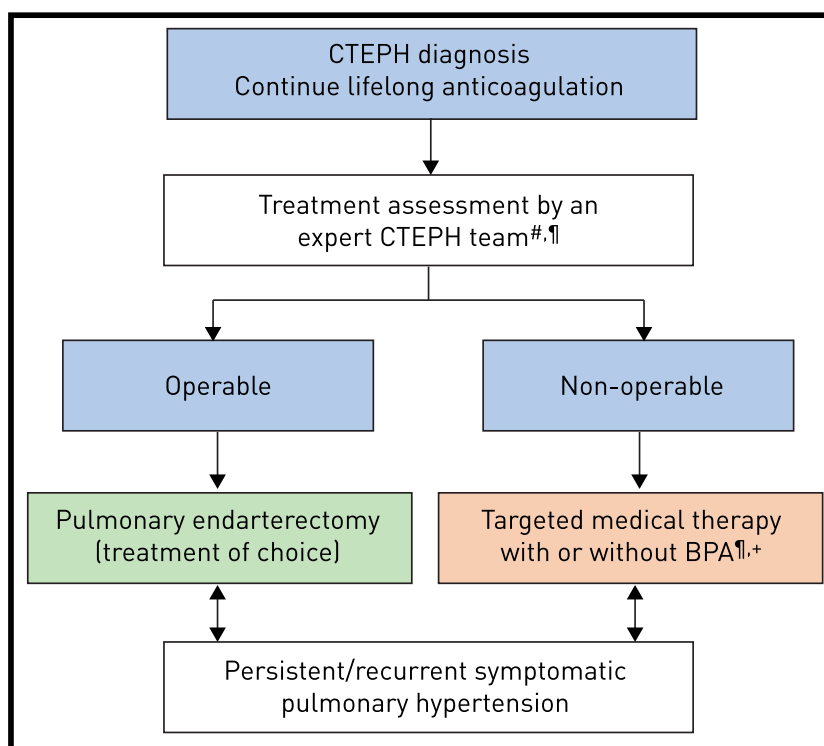 CTEPH diagnosis
Continue lifelong anticoagulation
Treatment assessment by an
expert CTEPH team#,¶
Operable
Non-operable
Pulmonary endarterectomy
(treatment of choice)
Targeted medical therapy
with or without BPA¶,+
Persistent/recurrent symptomatic
pulmonary hypertension